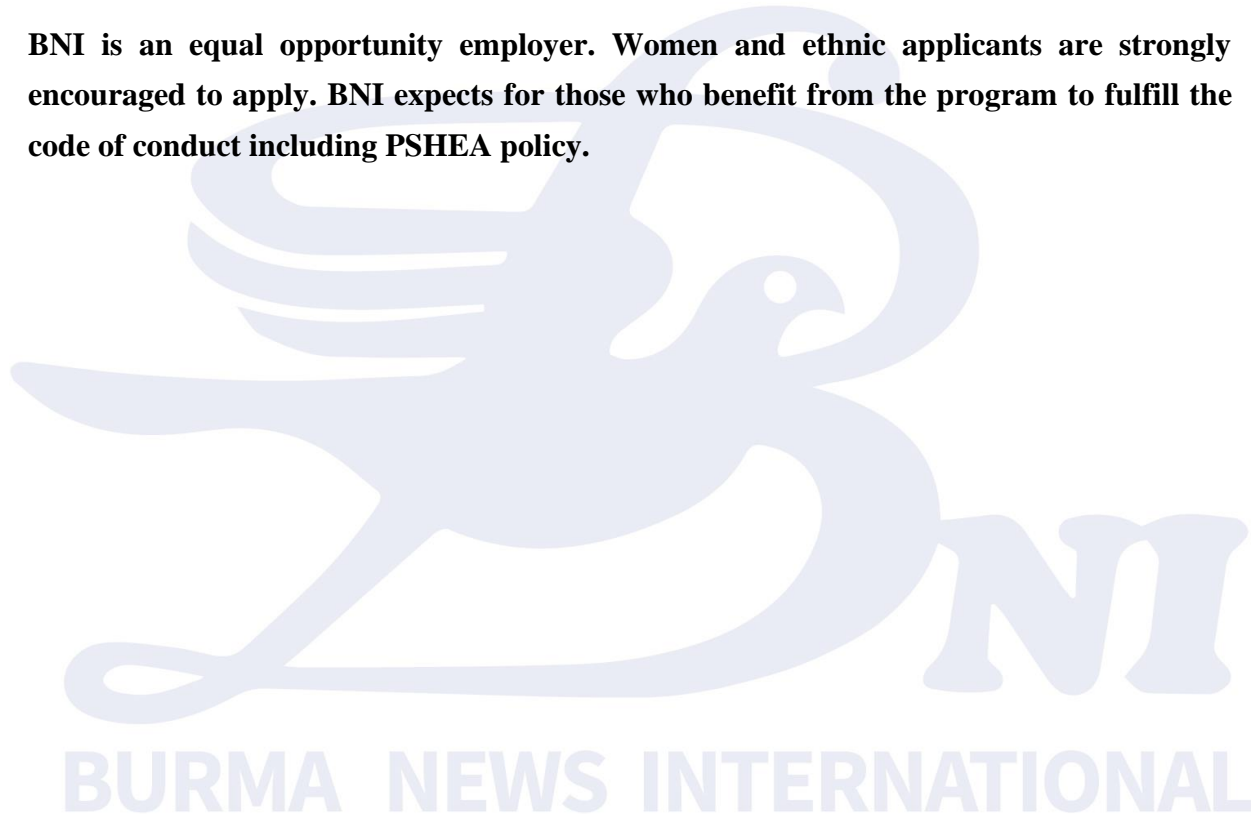 BNI is an equal opportunity employer. Women and ethnic applicants are strongly
encouraged to apply. BNI expects for those who benefit from the program to fulfill the
code of conduct including PSHEA policy.
BNI
BURMA NEWS INTERNATIONAL